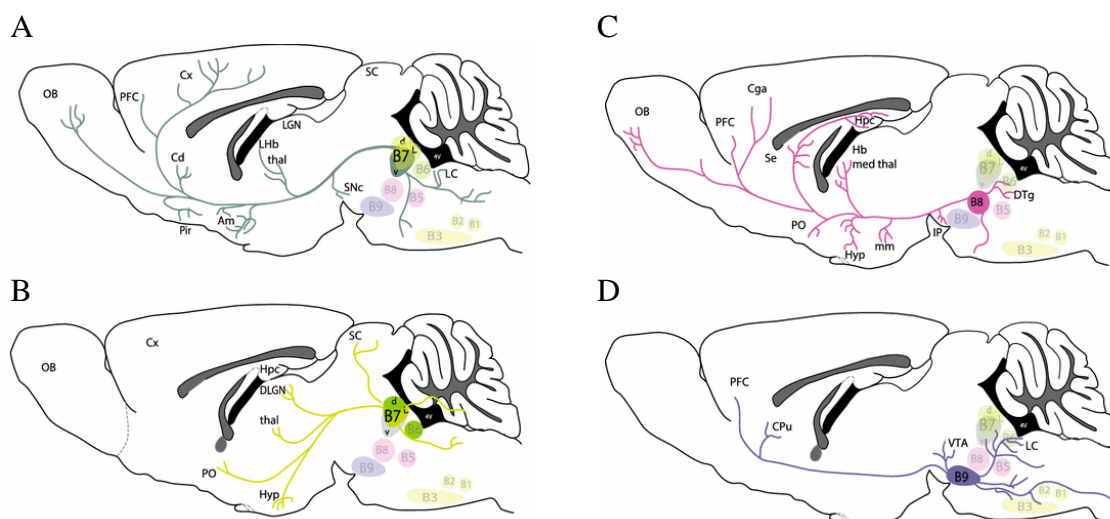 A
OB
PFC
Cx
SC
LGN
LHb
thal
Cd
SNc
Am
Pir
d
B7
L
v
B6
4V
LC
B8
B5
B9
B2
B1
B3
B
OB
Cx
SC
Hpc
DLGN
thal
PO
Hyp
d
B7
L
v
B6
4V
B8
B5
B9
B2
B1
B3
C
OB
PFC
Cga
Se
Hpc
Hb
med thal
PO
Hyp
mm
IP
d
B7
L
v
B6
4V
DTg
B8
B5
B9
B2
B1
B3
D
PFC
CPu
VTA
d
B7
L
v
B6
4V
LC
B8
B5
B9
B2
B1
B3